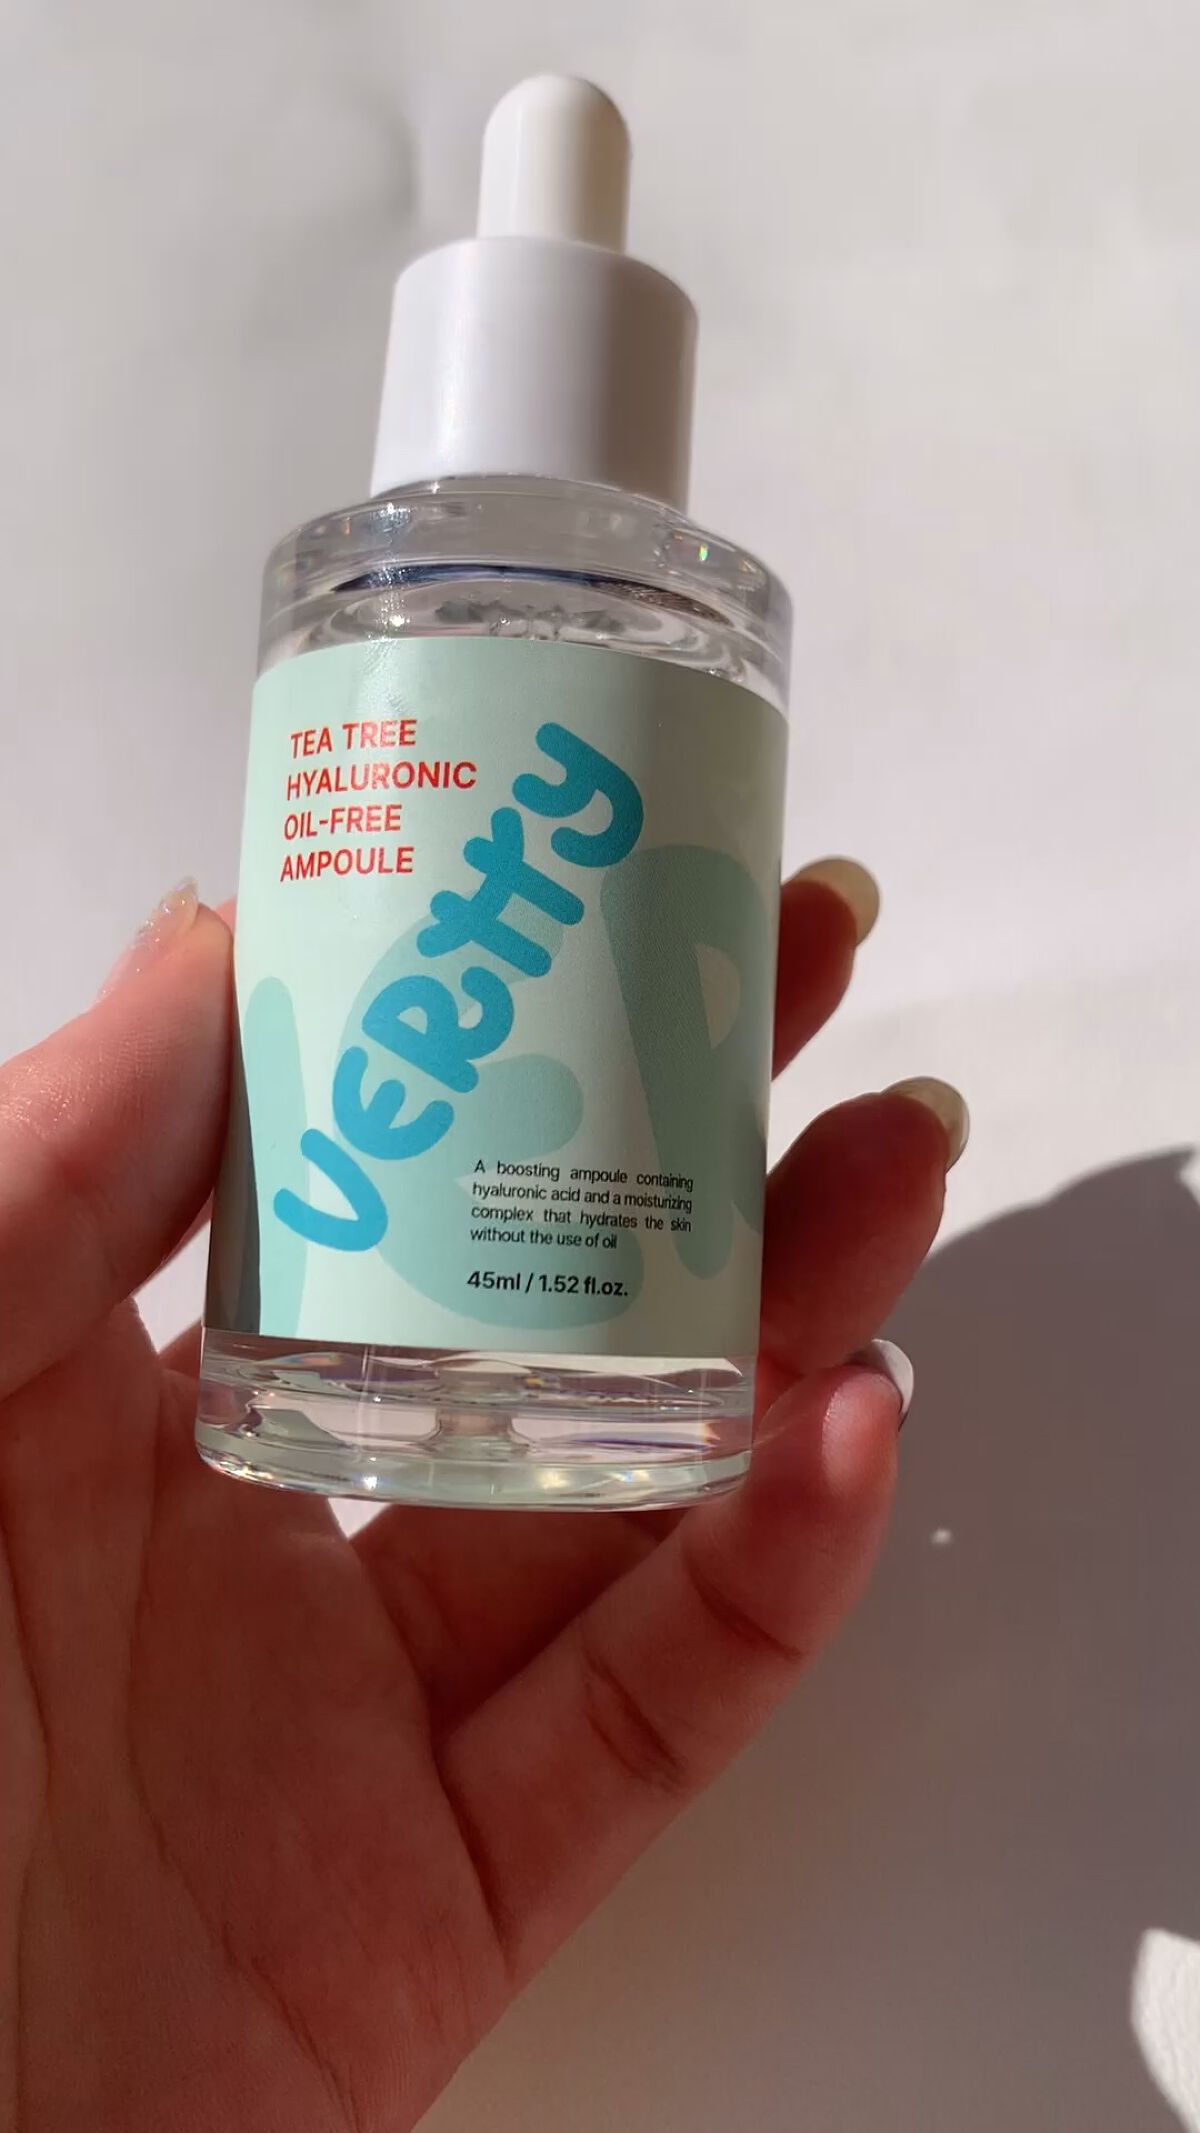 TEA TREE
HYALURONIC
OIL-FREE
AMPOULE
VERTTY
A boosting ampoule containing
hyaluronic acid and a moisturizing
complex that hydrates the skin
without the use of oil
45ml / 1.52 fl.oz.